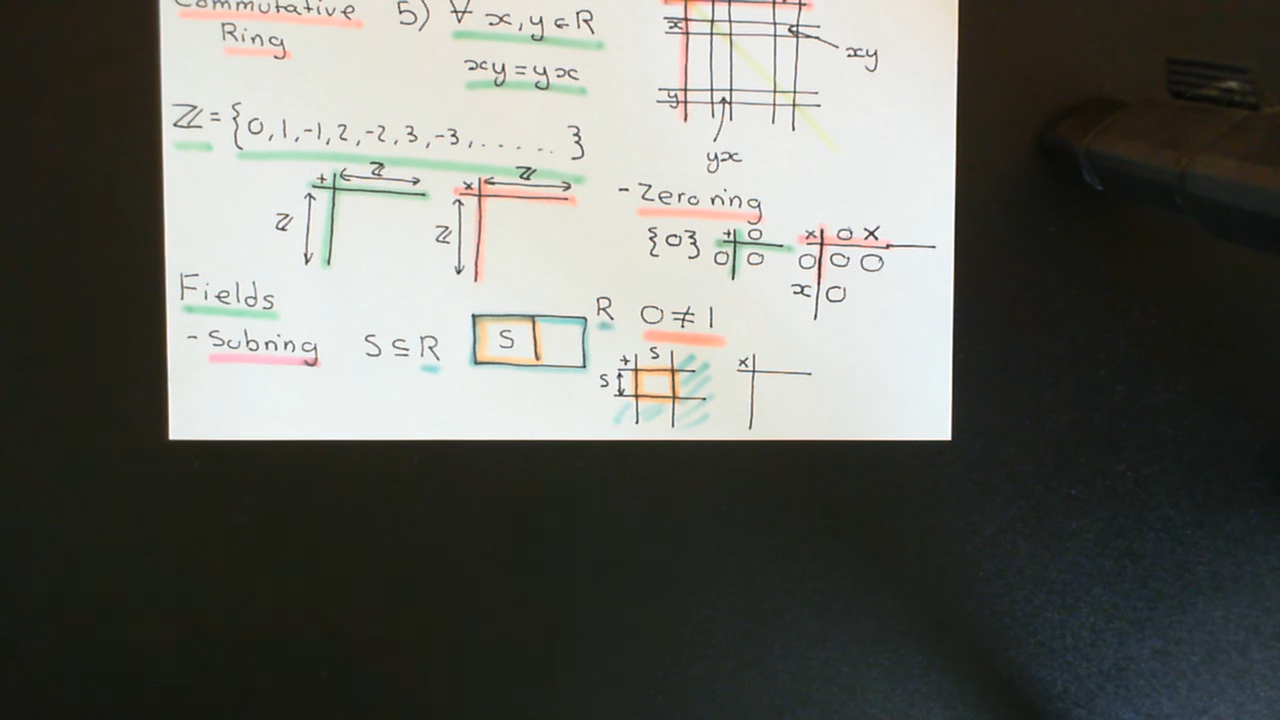 Commutative
Ring
5) ∀ x, y ∈ R
xy = yx
x
y
xy
yx
ℤ = {0, 1, -1, 2, -2, 3, -3, . . . . . }
+ ℤ
ℤ
× ℤ
ℤ
- Zero ring
{0}
+ 0
0 0
× 0 x
0 0 0
x 0
Fields
- Subring S ⊆ R
S
R
0 ≠ 1
+ S
S
×